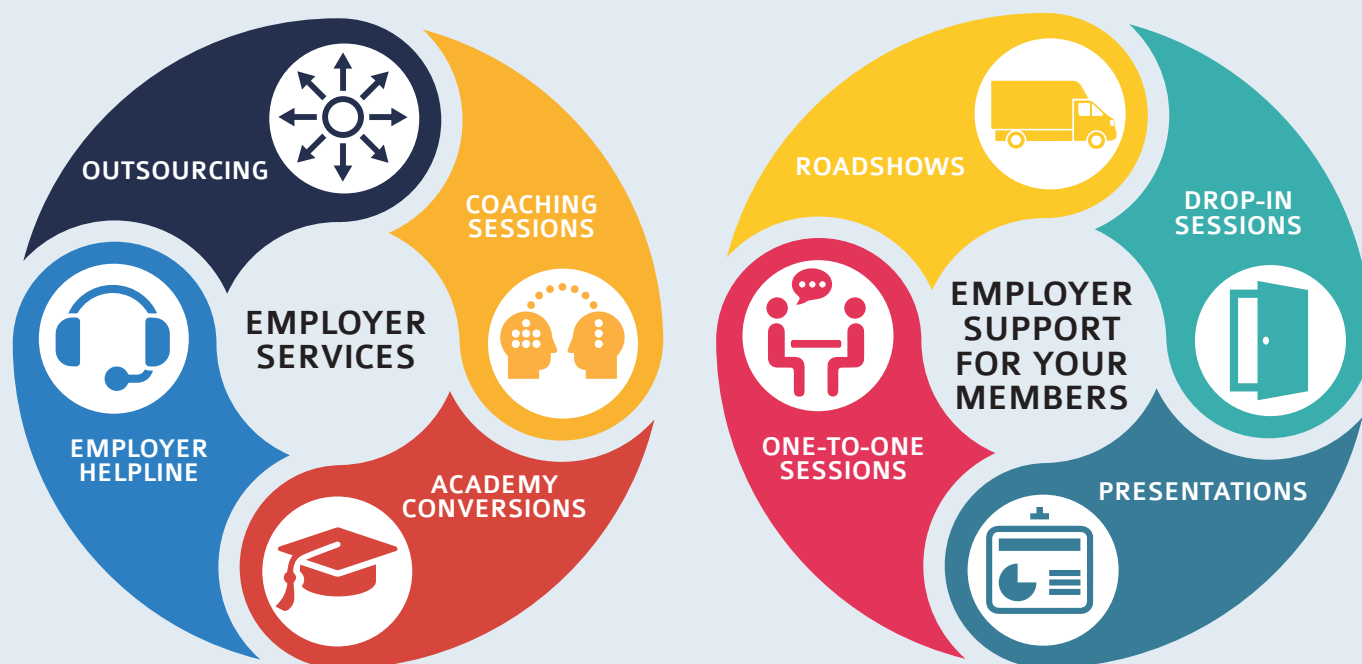 OUTSOURCING
COACHING
SESSIONS
EMPLOYER
SERVICES
EMPLOYER
HELPLINE
ACADEMY
CONVERSIONS
ROADSHOWS
DROP-IN
SESSIONS
EMPLOYER
SUPPORT
FOR YOUR
MEMBERS
ONE-TO-ONE
SESSIONS
PRESENTATIONS